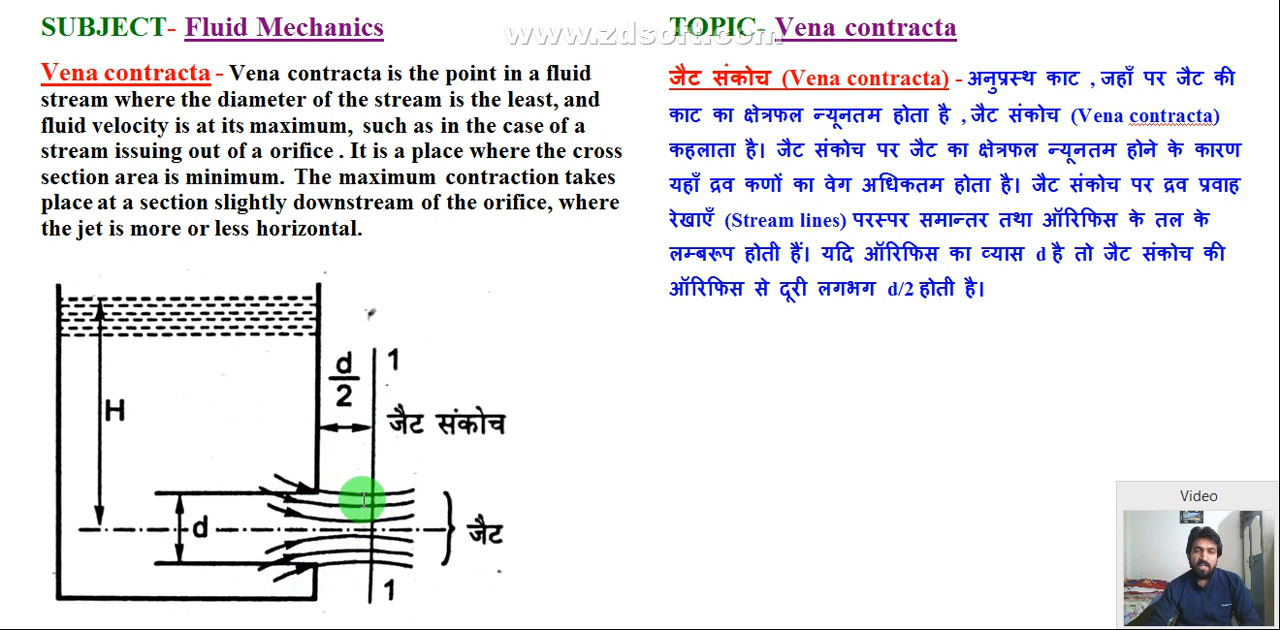 SUBJECT- Fluid Mechanics
Vena contracta - Vena contracta is the point in a fluid
stream where the diameter of the stream is the least, and
fluid velocity is at its maximum, such as in the case of a
stream issuing out of a orifice . It is a place where the cross
section area is minimum. The maximum contraction takes
place at a section slightly downstream of the orifice, where
the jet is more or less horizontal.
www.zdsoft.com
TOPIC- Vena contracta
जैट संकोच (Vena contracta) - अनुप्रस्थ काट , जहाँ पर जैट की
काट का क्षेत्रफल न्यूनतम होता है , जैट संकोच (Vena contracta)
कहलाता है। जैट संकोच पर जैट का क्षेत्रफल न्यूनतम होने के कारण
यहाँ द्रव कणों का वेग अधिकतम होता है। जैट संकोच पर द्रव प्रवाह
रेखाएँ (Stream lines) परस्पर समान्तर तथा ऑरिफिस के तल के
लम्बरूप होती हैं। यदि ऑरिफिस का व्यास d है तो जैट संकोच की
ऑरिफिस से दूरी लगभग d/2 होती है।
H
d
2
1
जैट संकोच
d
जैट
1
Video